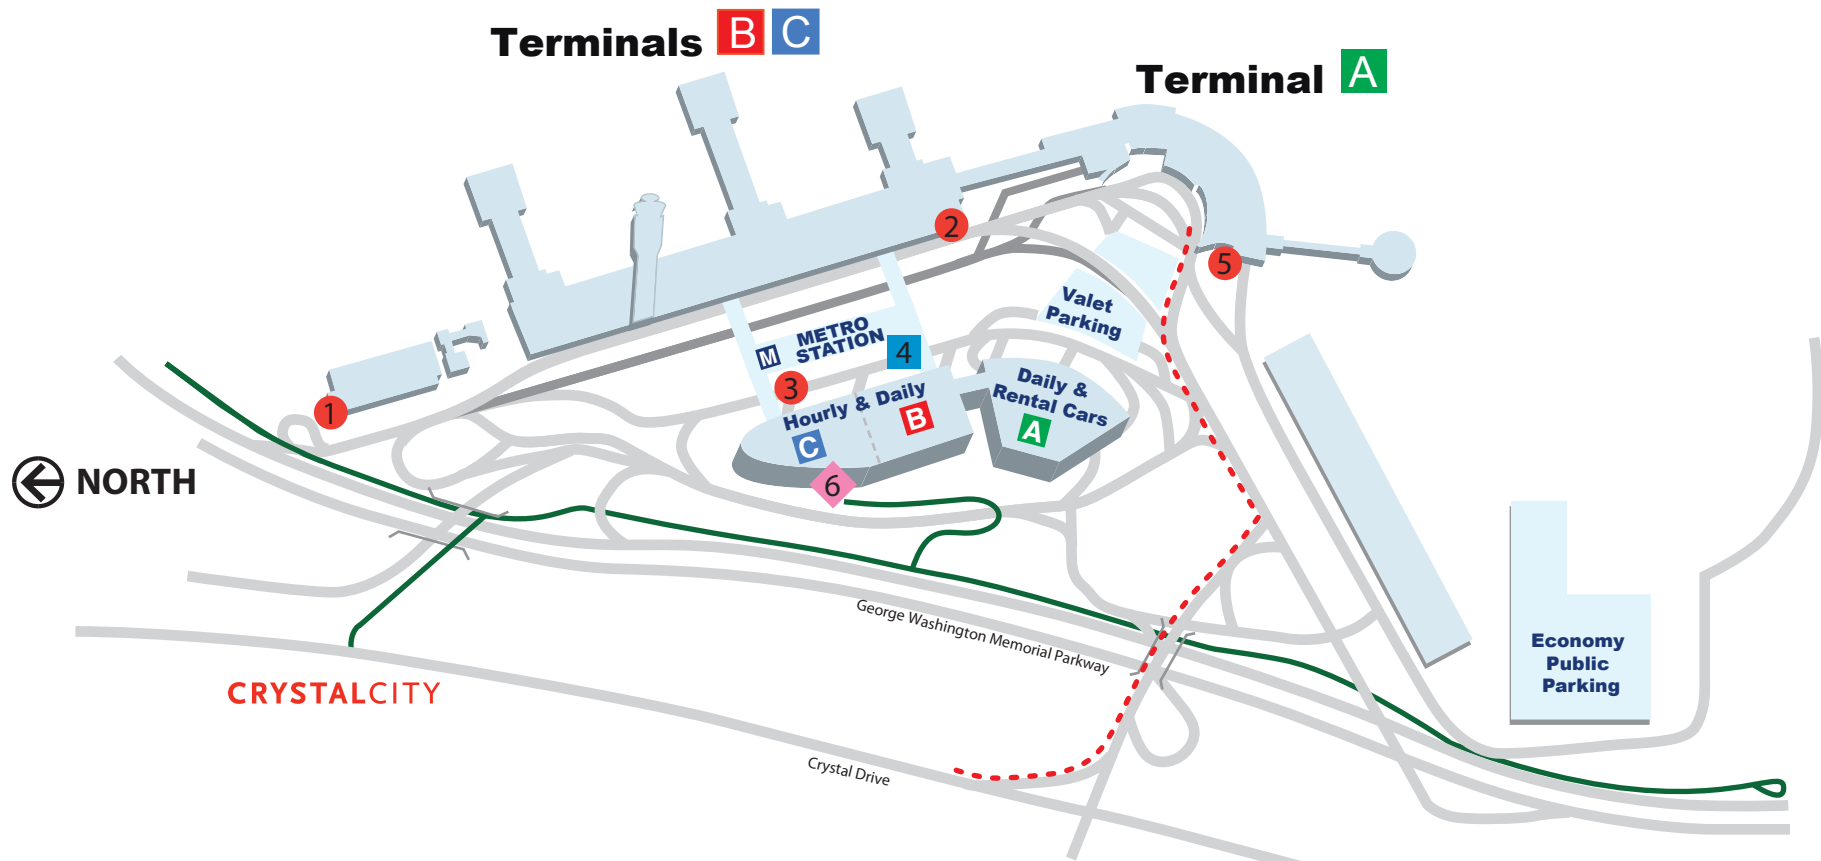 Terminals B C
Terminal A
2
5
Valet
Parking
METRO
STATION
M
4
3
1
Hourly & Daily
B
C
Daily &
Rental Cars
A
NORTH
6
George Washington Memorial Parkway
Economy
Public
Parking
CRYSTALCITY
Crystal Drive